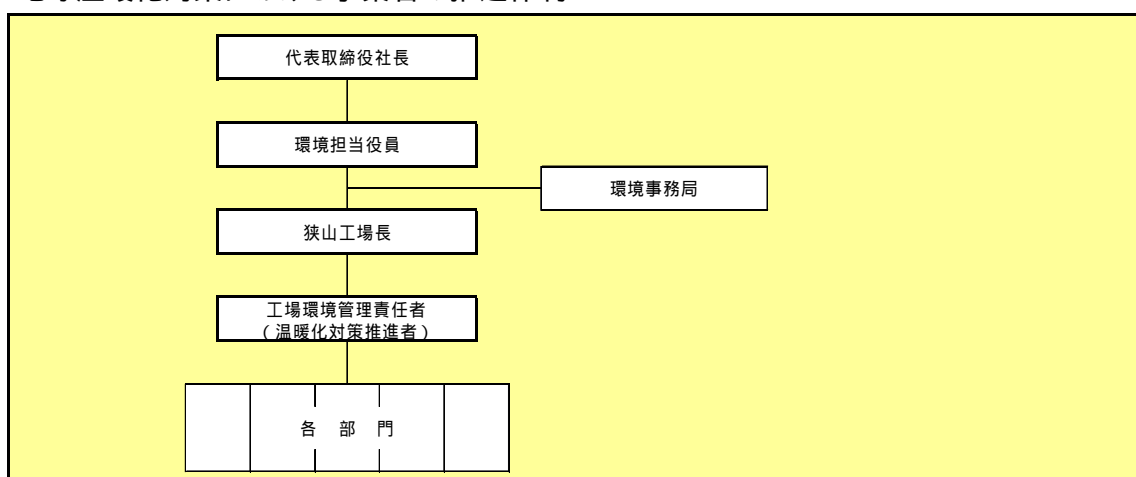 代表取締役社長
環境担当役員
環境事務局
狭山工場長
工場環境管理責任者
(温暖化対策推進者)
各 部 門